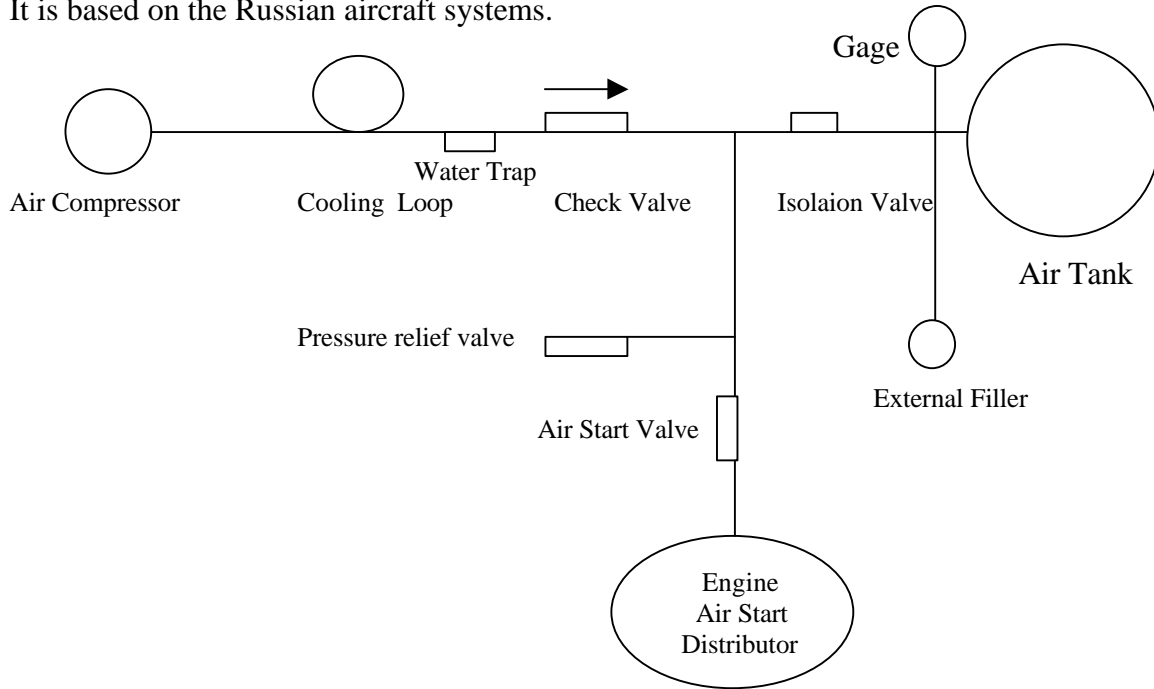 It is based on the Russian aircraft systems.
Gage
Water Trap
Air Compressor
Cooling Loop
Check Valve
Isolaion Valve
Air Tank
Pressure relief valve
External Filler
Air Start Valve
Engine
Air Start
Distributor